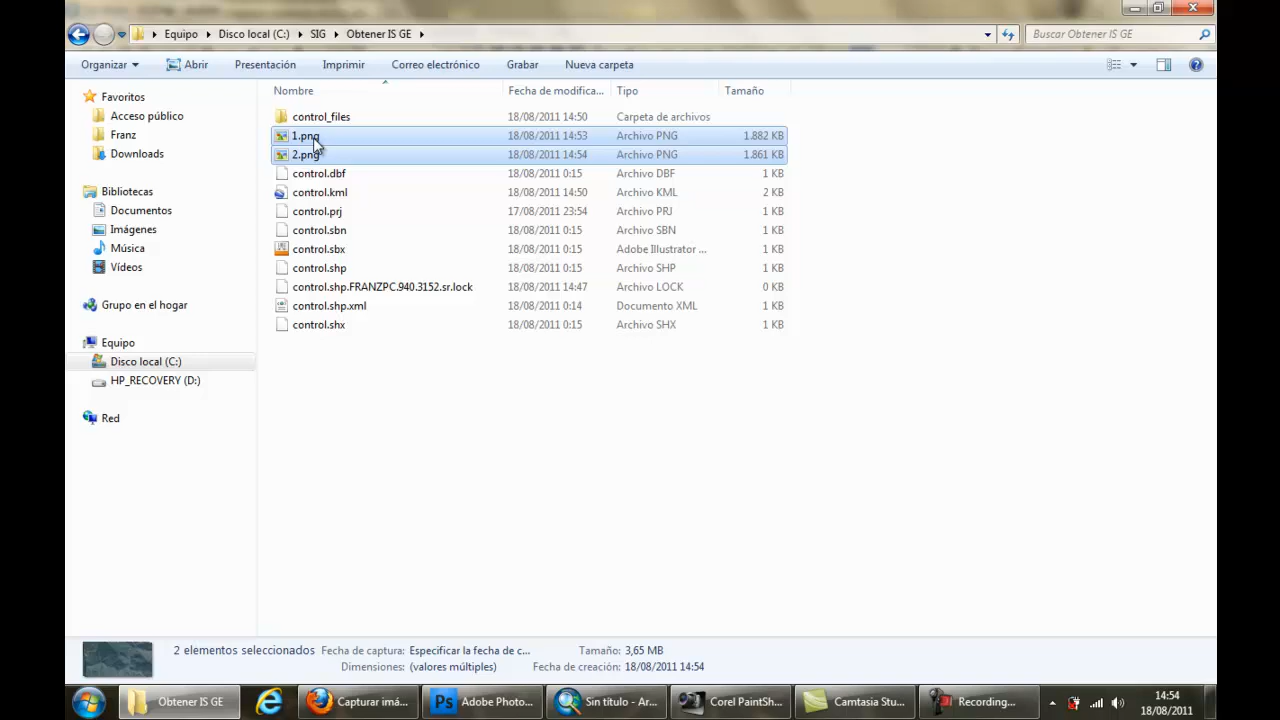 Equipo Disco local (C:) SIG Obtener IS GE
Buscar Obtener IS GE
Organizar Abrir Presentación Imprimir Correo electrónico Grabar Nueva carpeta
Favoritos
Acceso público
Franz
Downloads
Bibliotecas
Documentos
Imágenes
Música
Vídeos
Grupo en el hogar
Equipo
Disco local (C:)
HP_RECOVERY (D:)
Red
Nombre Fecha de modifica... Tipo Tamaño
control_files 18/08/2011 14:50 Carpeta de archivos
1.png 18/08/2011 14:53 Archivo PNG 1.882 KB
2.png 18/08/2011 14:54 Archivo PNG 1.861 KB
control.dbf 18/08/2011 0:15 Archivo DBF 1 KB
control.kml 18/08/2011 14:50 Archivo KML 2 KB
control.prj 17/08/2011 23:54 Archivo PRJ 1 KB
control.sbn 18/08/2011 0:15 Archivo SBN 1 KB
control.sbx 18/08/2011 0:15 Adobe Illustrator ... 1 KB
control.shp 18/08/2011 0:15 Archivo SHP 1 KB
control.shp.FRANZPC.940.3152.sr.lock 18/08/2011 14:47 Archivo LOCK 0 KB
control.shp.xml 18/08/2011 0:14 Documento XML 1 KB
control.shx 18/08/2011 0:15 Archivo SHX 1 KB
2 elementos seleccionados Fecha de captura: Especificar la fecha de c... Tamaño: 3,65 MB
Dimensiones: (valores múltiples) Fecha de creación: 18/08/2011 14:54
Obtener IS GE Capturar imá... Ps Adobe Photo... Sin título - Ar... Corel PaintSh... Camtasia Stu... Recording... 14:54
18/08/2011